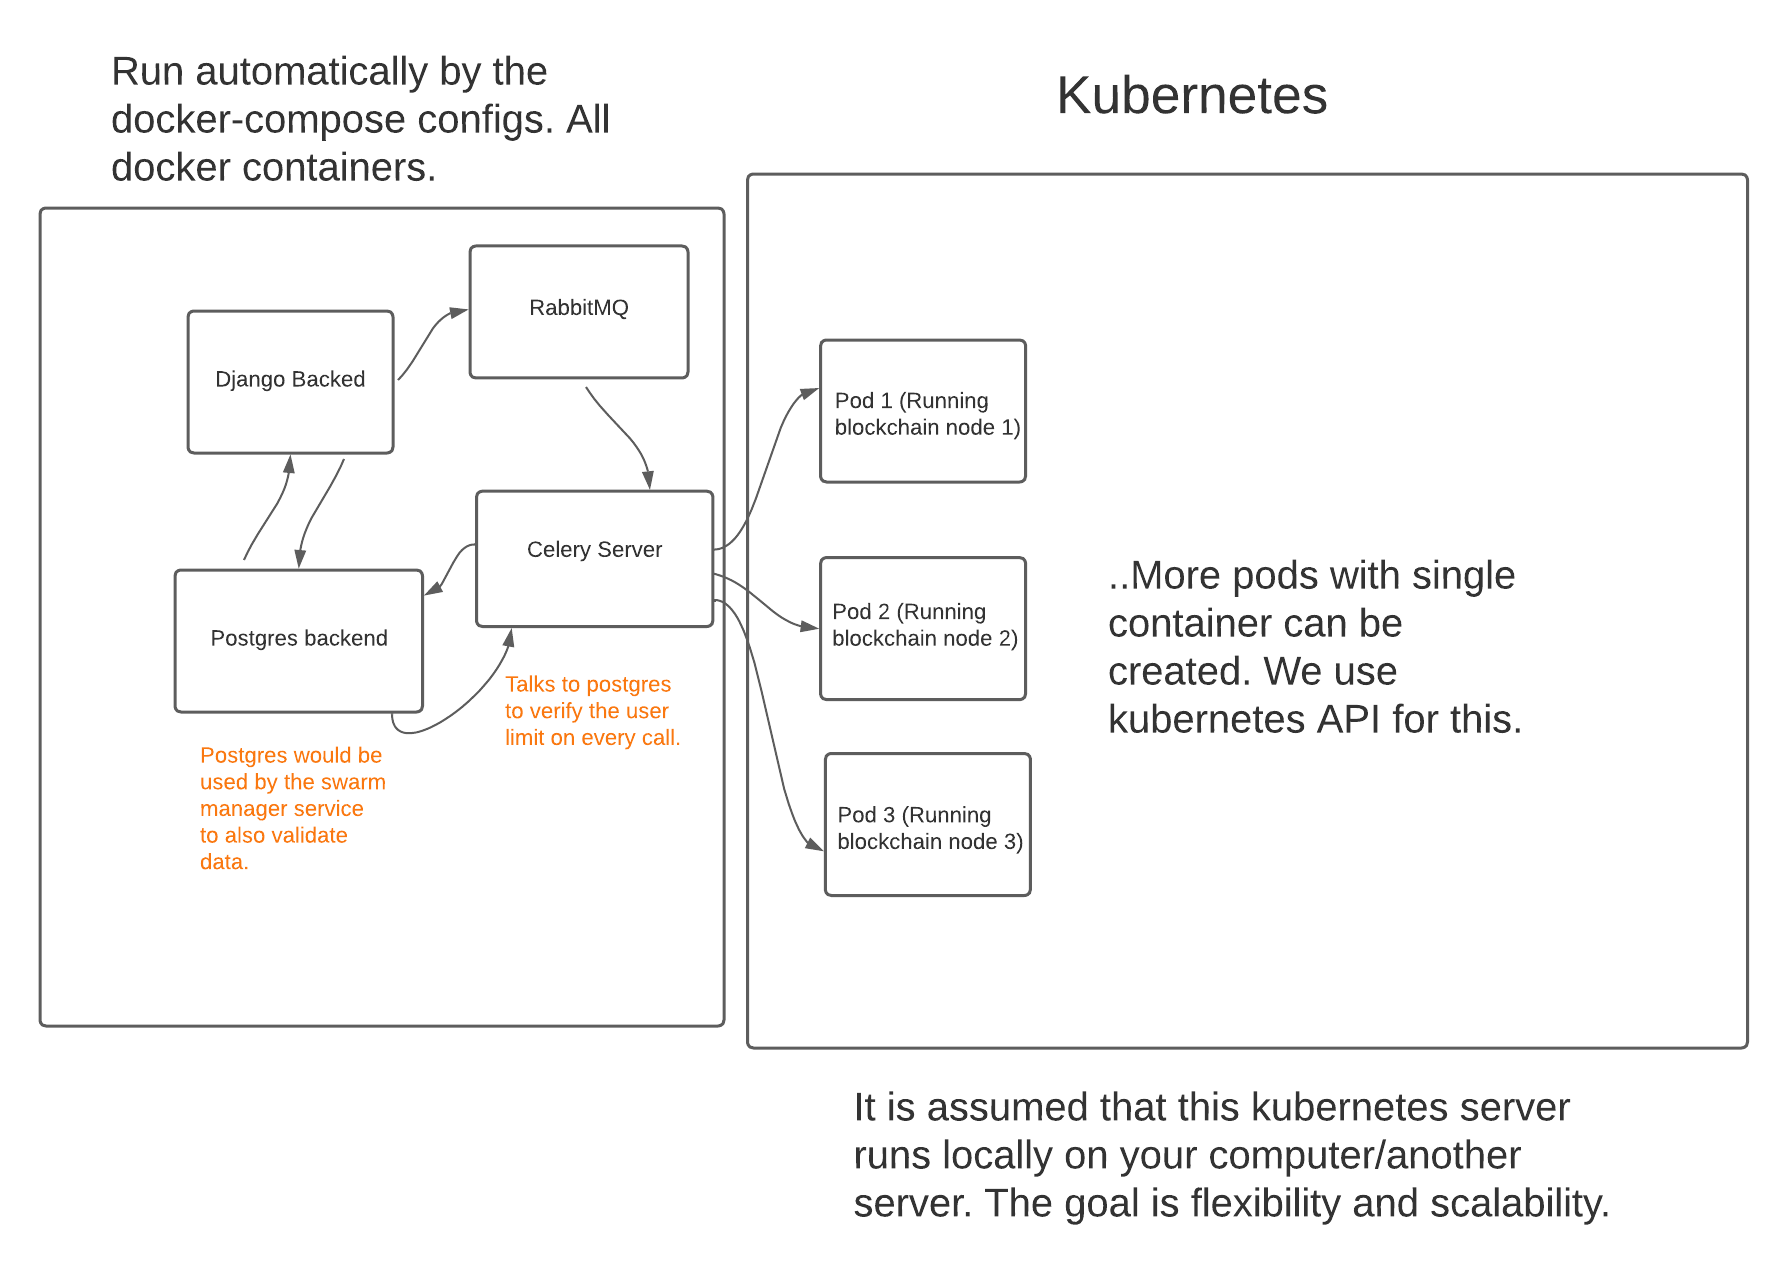 Run automatically by the
docker-compose configs. All
docker containers.
Kubernetes
RabbitMQ
Django Backed
Celery Server
Postgres backend
Talks to postgres
to verify the user
limit on every call.
Postgres would be
used by the swarm
manager service
to also validate
data.
Pod 1 (Running
blockchain node 1)
Pod 2 (Running
blockchain node 2)
Pod 3 (Running
blockchain node 3)
..More pods with single
container can be
created. We use
kubernetes API for this.
It is assumed that this kubernetes server
runs locally on your computer/another
server. The goal is flexibility and scalability.